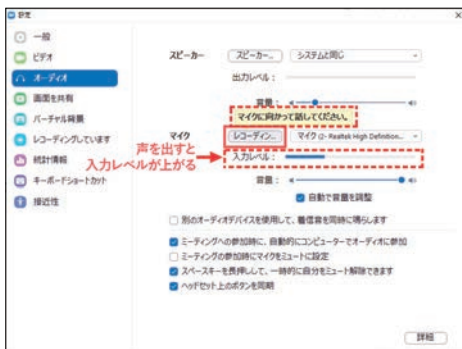 設定
一般
ビデオ
オーディオ
画面を共有
バーチャル背景
レコーディングしています
統計情報
キーボードショートカット
接近性
スピーカー
スピーカー...
システムと同じ
出力レベル：
音量：
マイクに向かって話してください。
マイク
レコーディン...
マイク (2- Realtek High Definition...
声を出すと
入力レベルが上がる
入力レベル：
音量：
自動で音量を調整
別のオーディオデバイスを使用して、着信音を同時に鳴らします
ミーティングへの参加時に、自動的にコンピューターでオーディオに参加
ミーティングの参加時にマイクをミュートに設定
スペースキーを長押しして、一時的に自分をミュート解除できます
ヘッドセット上のボタンを同期
詳細